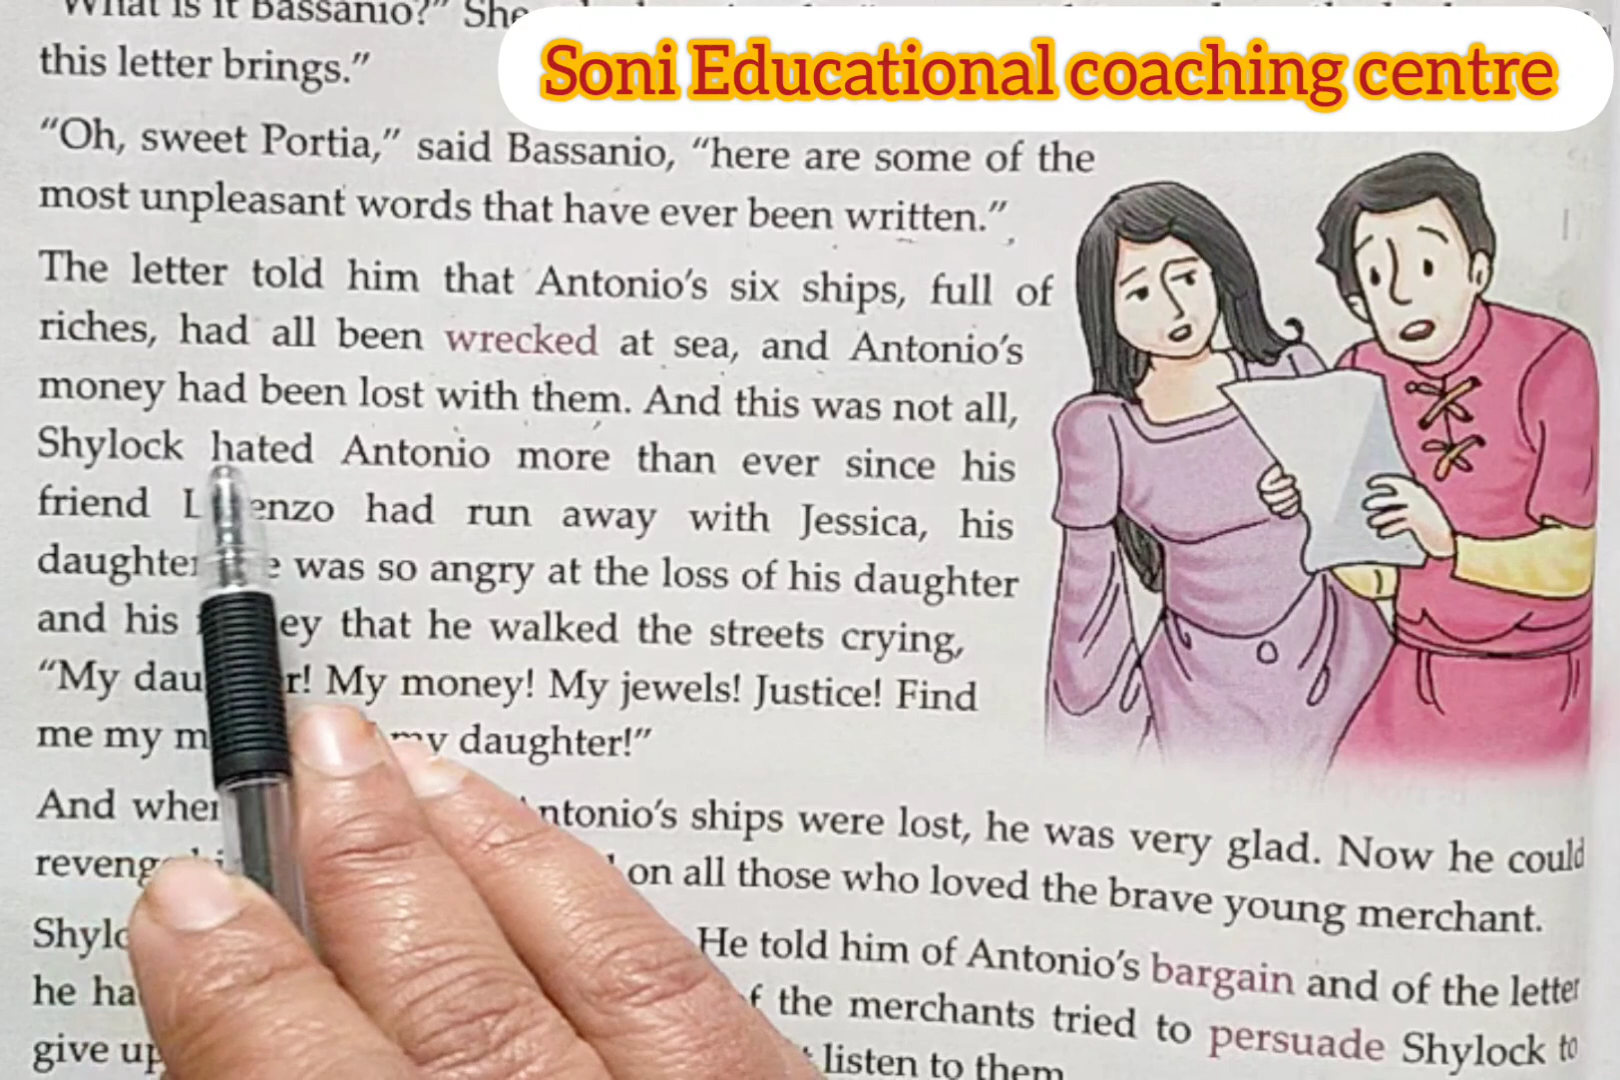 "What is it Bassanio?" She
Soni Educational coaching centre
this letter brings."
"Oh, sweet Portia," said Bassanio, "here are some of the
most unpleasant words that have ever been written."
The letter told him that Antonio's six ships, full of
riches, had all been wrecked at sea, and Antonio's
money had been lost with them. And this was not all,
Shylock hated Antonio more than ever since his
friend had run away with Jessica, his
was so angry at the loss of his daughter
and his that he walked the streets crying,
"My My money! My jewels! Justice! Find
me my daughter!"
And ships were lost, he was very glad. Now he could
on all those who loved the brave young merchant.
He told him of Antonio's bargain and of the letter
he the merchants tried to persuade Shylock to
give listen to them